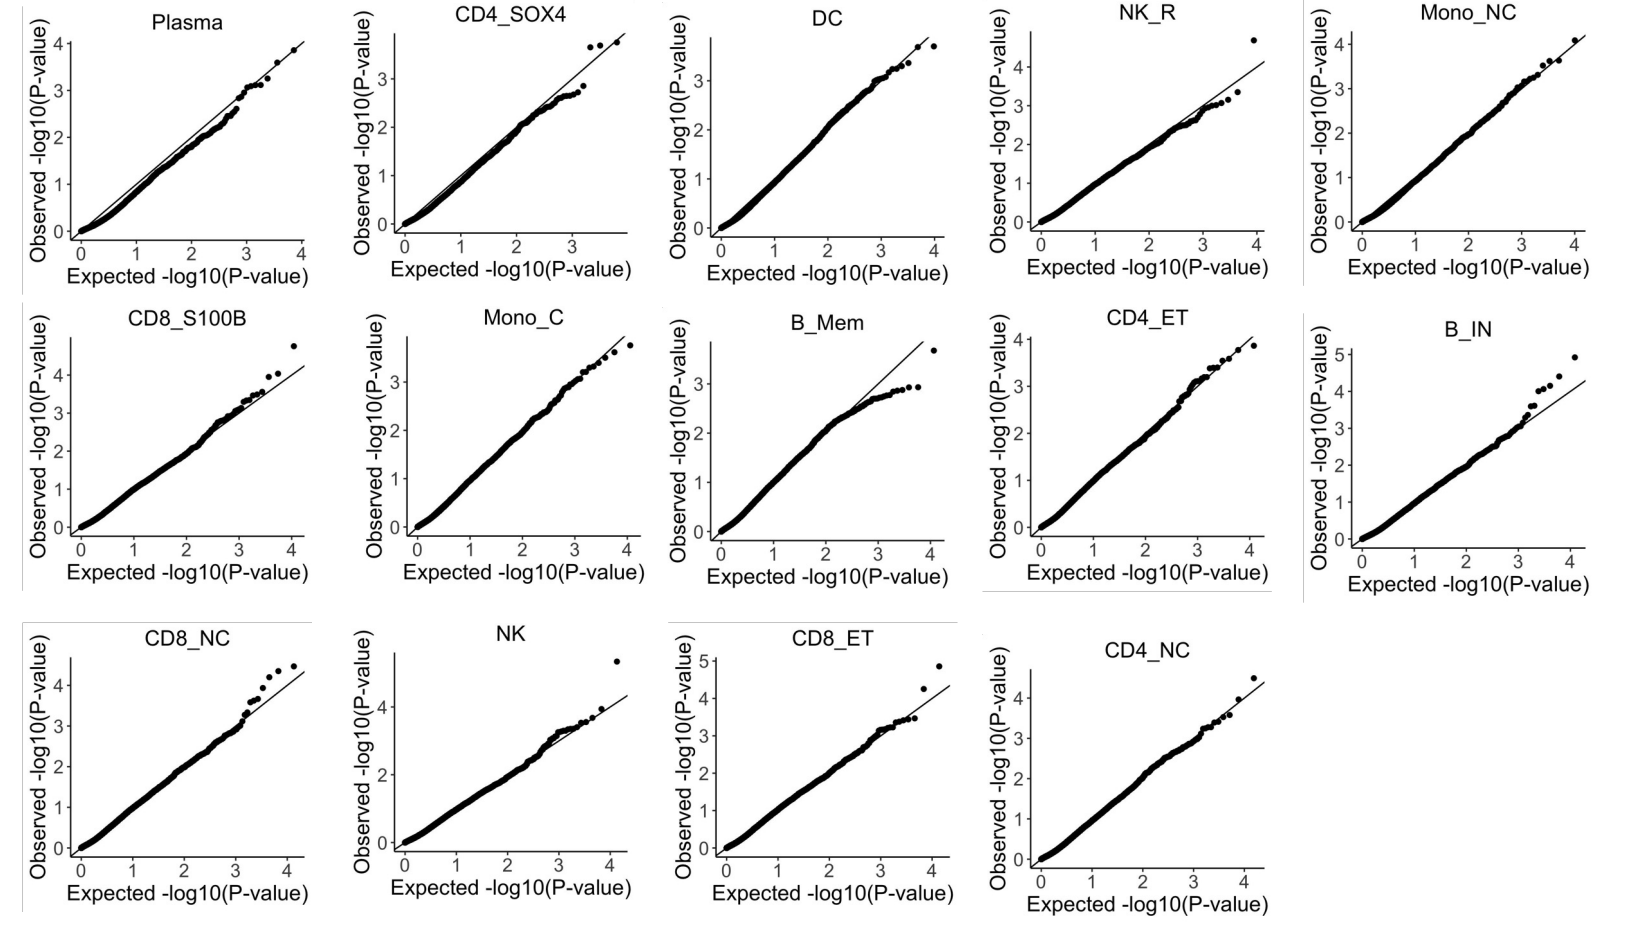 Plasma
Observed -log10(P-value)
4
3
2
1
0
0 1 2 3 4
Expected -log10(P-value)
CD4_SOX4
Observed -log10(P-value)
3
2
1
0
0 1 2 3
Expected -log10(P-value)
DC
Observed -log10(P-value)
3
2
1
0
0 1 2 3 4
Expected -log10(P-value)
NK_R
Observed -log10(P-value)
4
3
2
1
0
0 1 2 3 4
Expected -log10(P-value)
Mono_NC
Observed -log10(P-value)
4
3
2
1
0
0 1 2 3 4
Expected -log10(P-value)
CD8_S100B
Observed -log10(P-value)
4
3
2
1
0
0 1 2 3 4
Expected -log10(P-value)
Mono_C
Observed -log10(P-value)
3
2
1
0
0 1 2 3 4
Expected -log10(P-value)
B_Mem
Observed -log10(P-value)
3
2
1
0
0 1 2 3 4
Expected -log10(P-value)
CD4_ET
Observed -log10(P-value)
4
3
2
1
0
0 1 2 3 4
Expected -log10(P-value)
B_IN
Observed -log10(P-value)
5
4
3
2
1
0
0 1 2 3 4
Expected -log10(P-value)
CD8_NC
Observed -log10(P-value)
4
3
2
1
0
0 1 2 3 4
Expected -log10(P-value)
NK
Observed -log10(P-value)
4
2
0
0 1 2 3 4
Expected -log10(P-value)
CD8_ET
Observed -log10(P-value)
5
4
3
2
1
0
0 1 2 3 4
Expected -log10(P-value)
CD4_NC
Observed -log10(P-value)
4
3
2
1
0
0 1 2 3 4
Expected -log10(P-value)